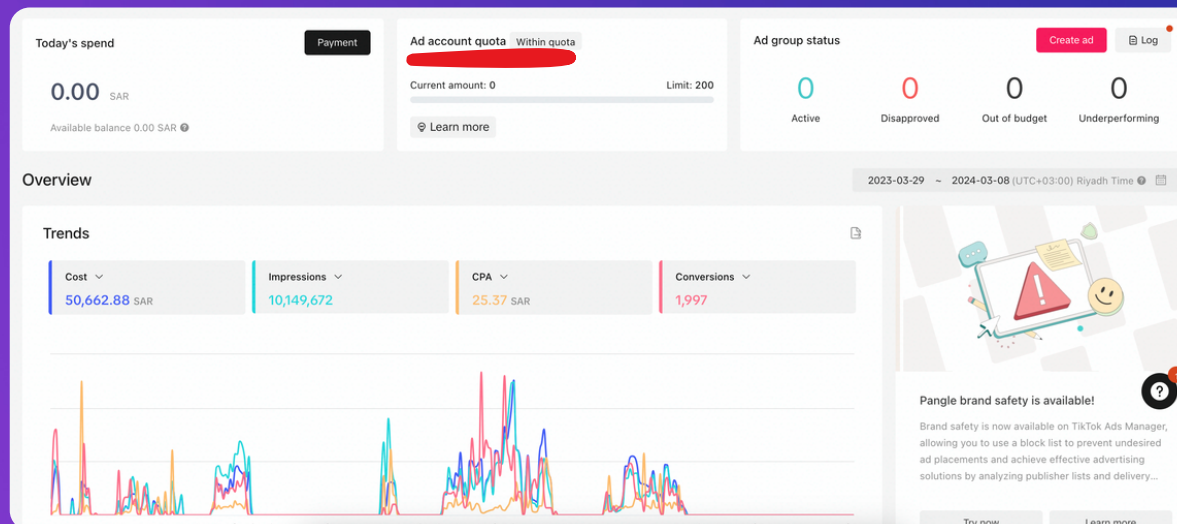 Today's spend
Payment
0.00 SAR
Available balance 0.00 SAR
Ad account quota Within quota
Current amount: 0 Limit: 200
Learn more
Ad group status
Create ad
Log
0 0 0 0
Active Disapproved Out of budget Underperforming
Overview
2023-03-29 ~ 2024-03-08 (UTC+03:00) Riyadh Time
Trends
Cost Impressions CPA Conversions
50,662.88 SAR 10,149,672 25.37 SAR 1,997
Pangle brand safety is available!
Brand safety is now available on TikTok Ads Manager,
allowing you to use a block list to prevent undesired
ad placements and achieve effective advertising
solutions by analyzing publisher lists and delivery...
Try now Learn more